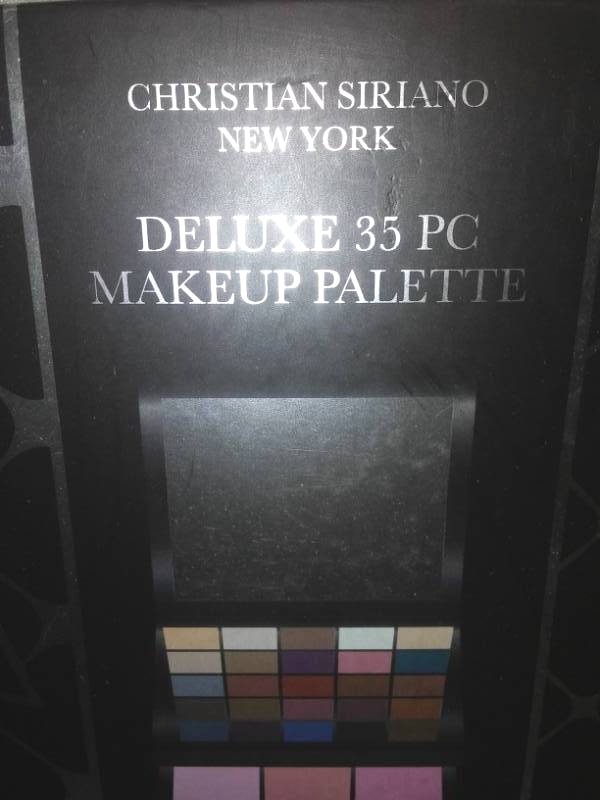 CHRISTIAN SIRIANO
NEW YORK
DELUXE 35 PC
MAKEUP PALETTE